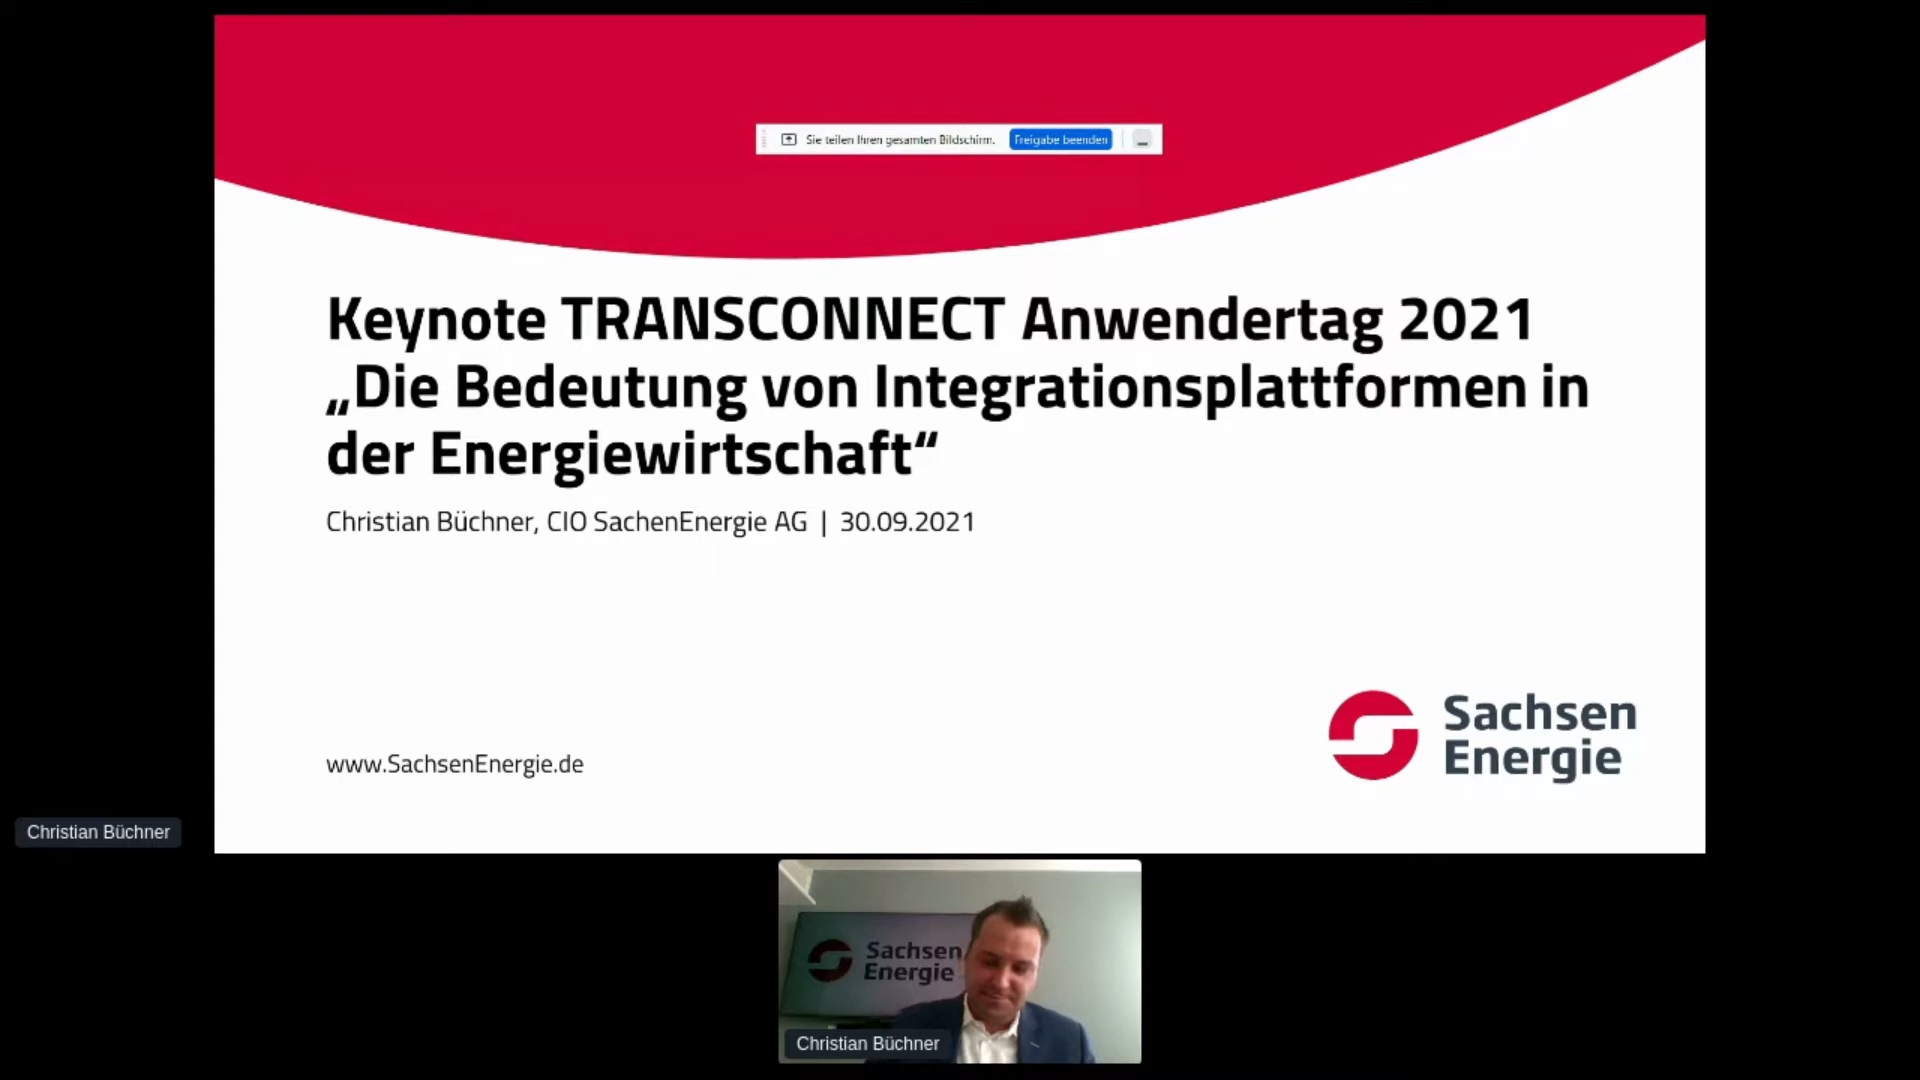 Sie teilen Ihren gesamten Bildschirm. Freigabe beenden
Keynote TRANSCONNECT Anwendertag 2021
„Die Bedeutung von Integrationsplattformen in
der Energiewirtschaft“
Christian Büchner, CIO SachenEnergie AG | 30.09.2021
Sachsen
Energie
www.SachsenEnergie.de
Christian Büchner
Sachsen
Energie
Christian Büchner